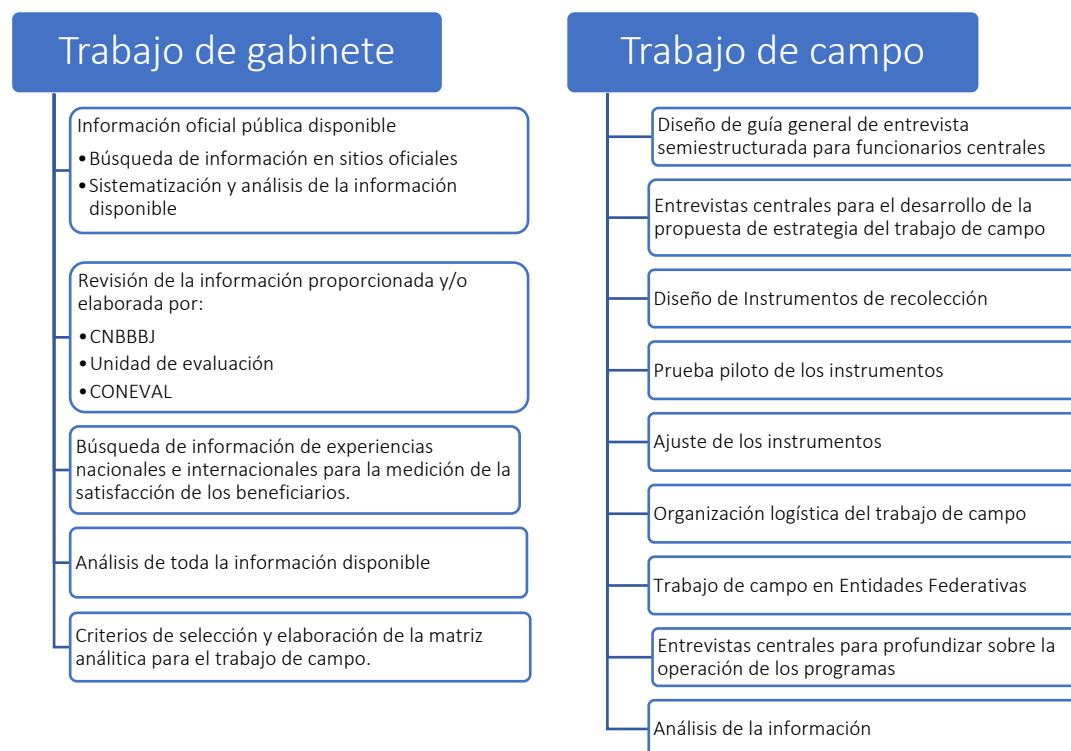 Trabajo de gabinete
Información oficial pública disponible
• Búsqueda de información en sitios oficiales
• Sistematización y análisis de la información
disponible
Revisión de la información proporcionada y/o
elaborada por:
• CNBBBJ
• Unidad de evaluación
• CONEVAL
Búsqueda de información de experiencias
nacionales e internacionales para la medición de la
satisfacción de los beneficiarios.
Análisis de toda la información disponible
Criterios de selección y elaboración de la matriz
análitica para el trabajo de campo.
Trabajo de campo
Diseño de guía general de entrevista
semiestructurada para funcionarios centrales
Entrevistas centrales para el desarrollo de la
propuesta de estrategia del trabajo de campo
Diseño de Instrumentos de recolección
Prueba piloto de los instrumentos
Ajuste de los instrumentos
Organización logística del trabajo de campo
Trabajo de campo en Entidades Federativas
Entrevistas centrales para profundizar sobre la
operación de los programas
Análisis de la información